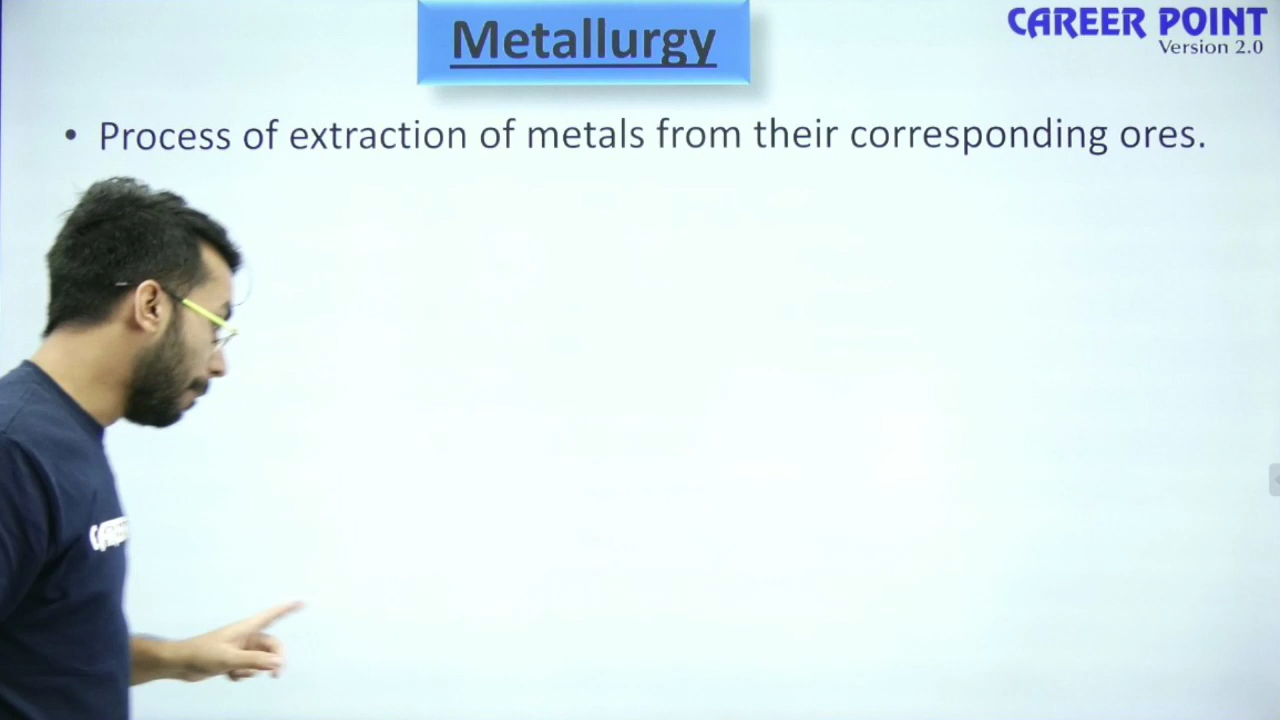 Metallurgy
CAREER POINT
Version 2.0
• Process of extraction of metals from their corresponding ores.